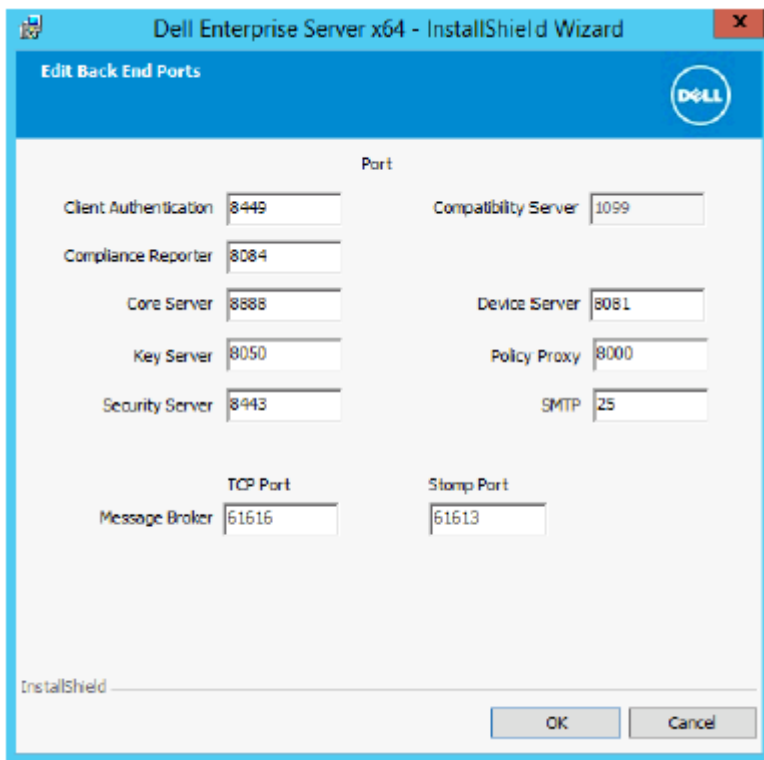 Dell Enterprise Server x64 - InstallShield Wizard
x
Edit Back End Ports
DELL
Port
Client Authentication 8449 Compatibility Server 1099
Compliance Reporter 8084
Core Server 8888 Device Server 8081
Key Server 8050 Policy Proxy 8000
Security Server 8443 SMTP 25
TCP Port Stomp Port
Message Broker 61616 61613
InstallShield
OK Cancel